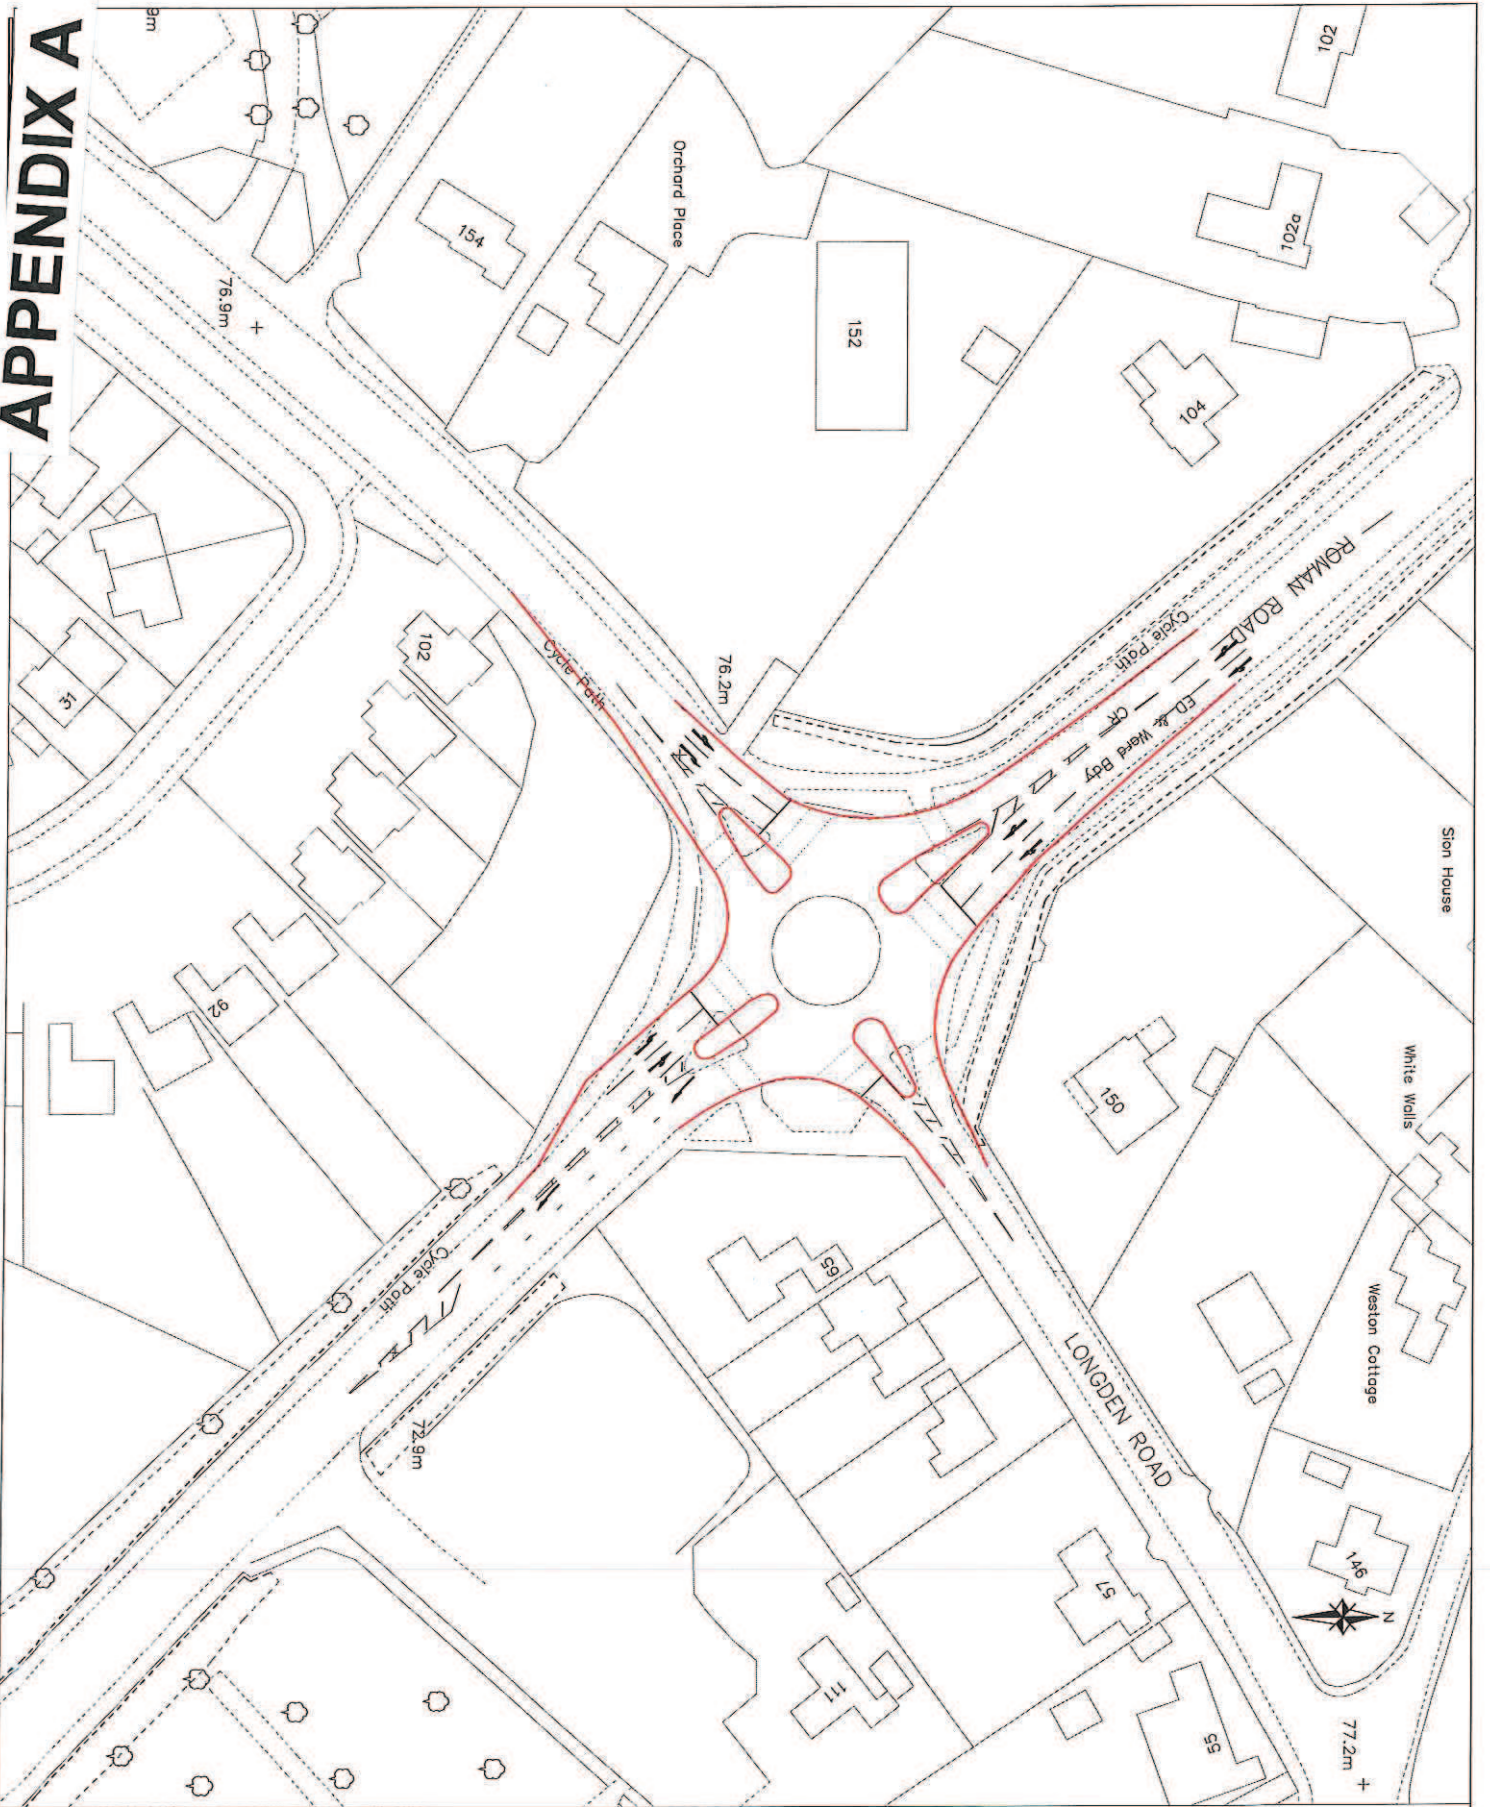 APPENDIX A
9m
102
Orchard Place
154
102a
76.9m
152
104
ROMAN ROAD
Cycle Path
ED & Ward Bdy
CR
102
Cycle Path
76.2m
31
Sion House
92
White Walls
150
Weston Cottage
65
Cycle Path
LONGDEN ROAD
72.9m
146
N
57
111
55
77.2m